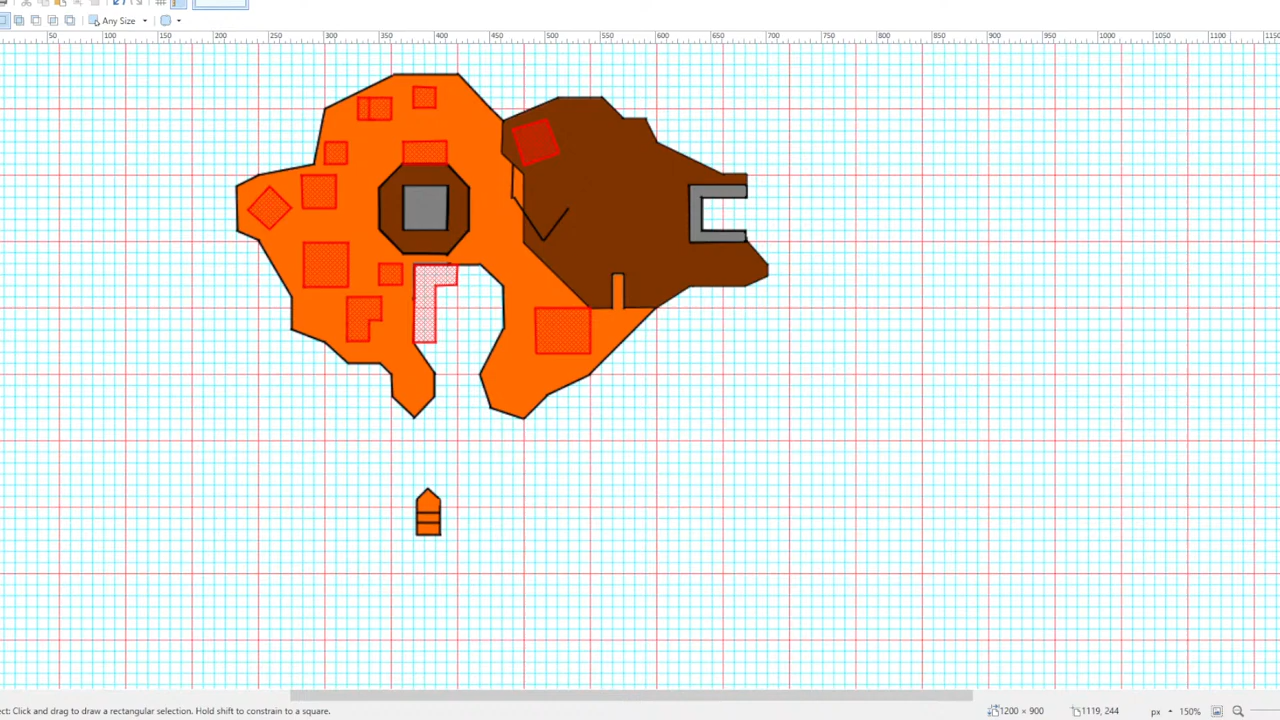 Any Size
50 100 150 200 250 300 350 400 450 500 550 600 650 700 750 800 850 900 950 1000 1050 1100 1150
ect: Click and drag to draw a rectangular selection. Hold shift to constrain to a square. 1200 × 900 1119, 244 px 150%